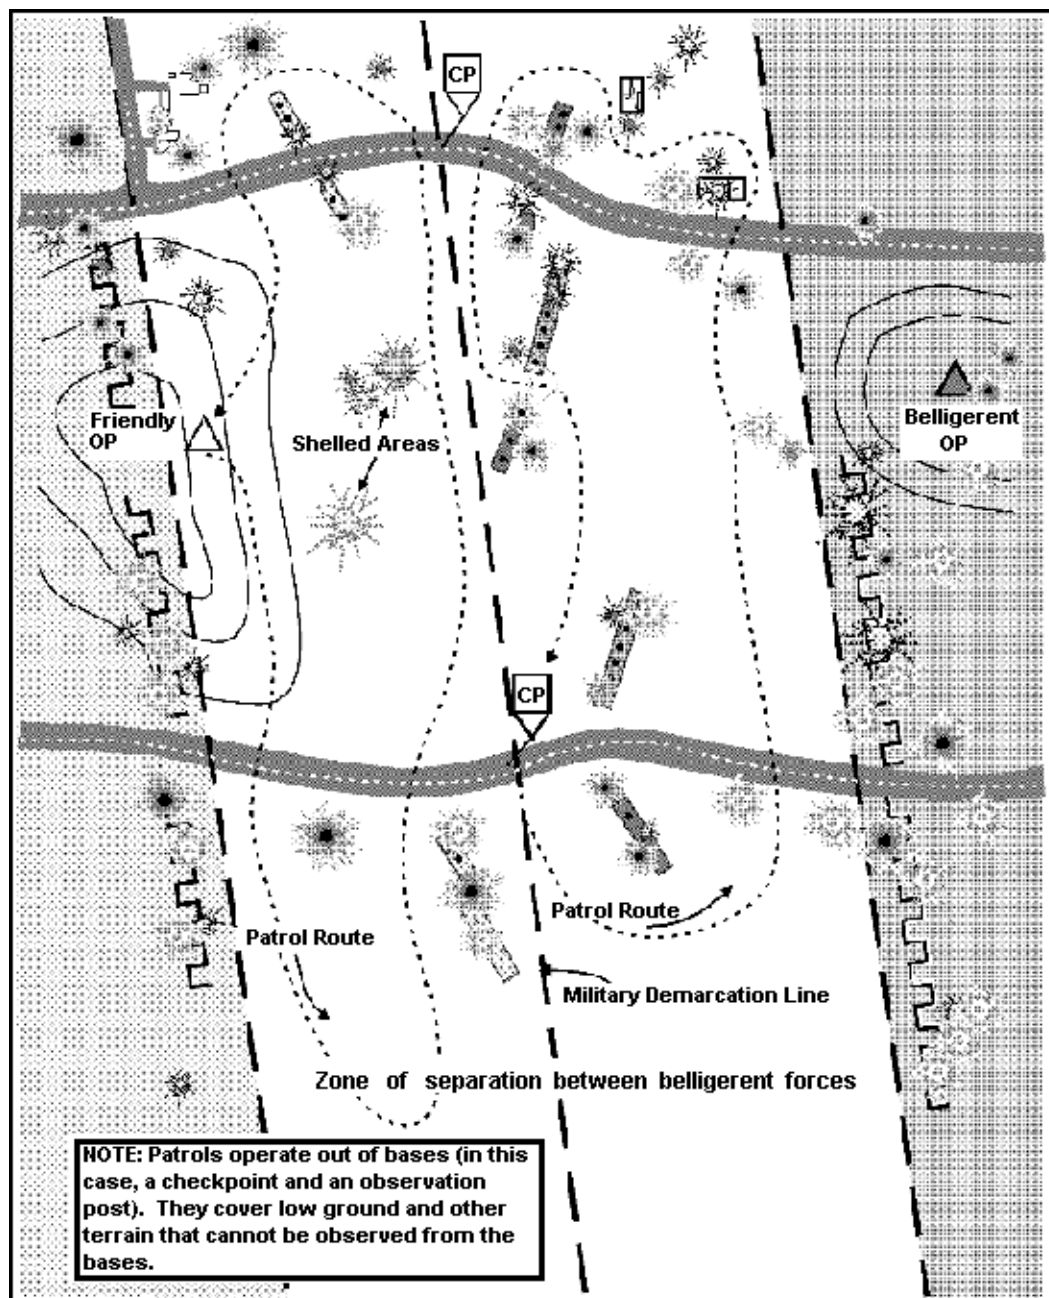 CP
Friendly
OP
Shelled Areas
Belligerent
OP
CP
Patrol Route
Patrol Route
Military Demarcation Line
Zone of separation between belligerent forces
NOTE: Patrols operate out of bases (in this
case, a checkpoint and an observation
post). They cover low ground and other
terrain that cannot be observed from the
bases.